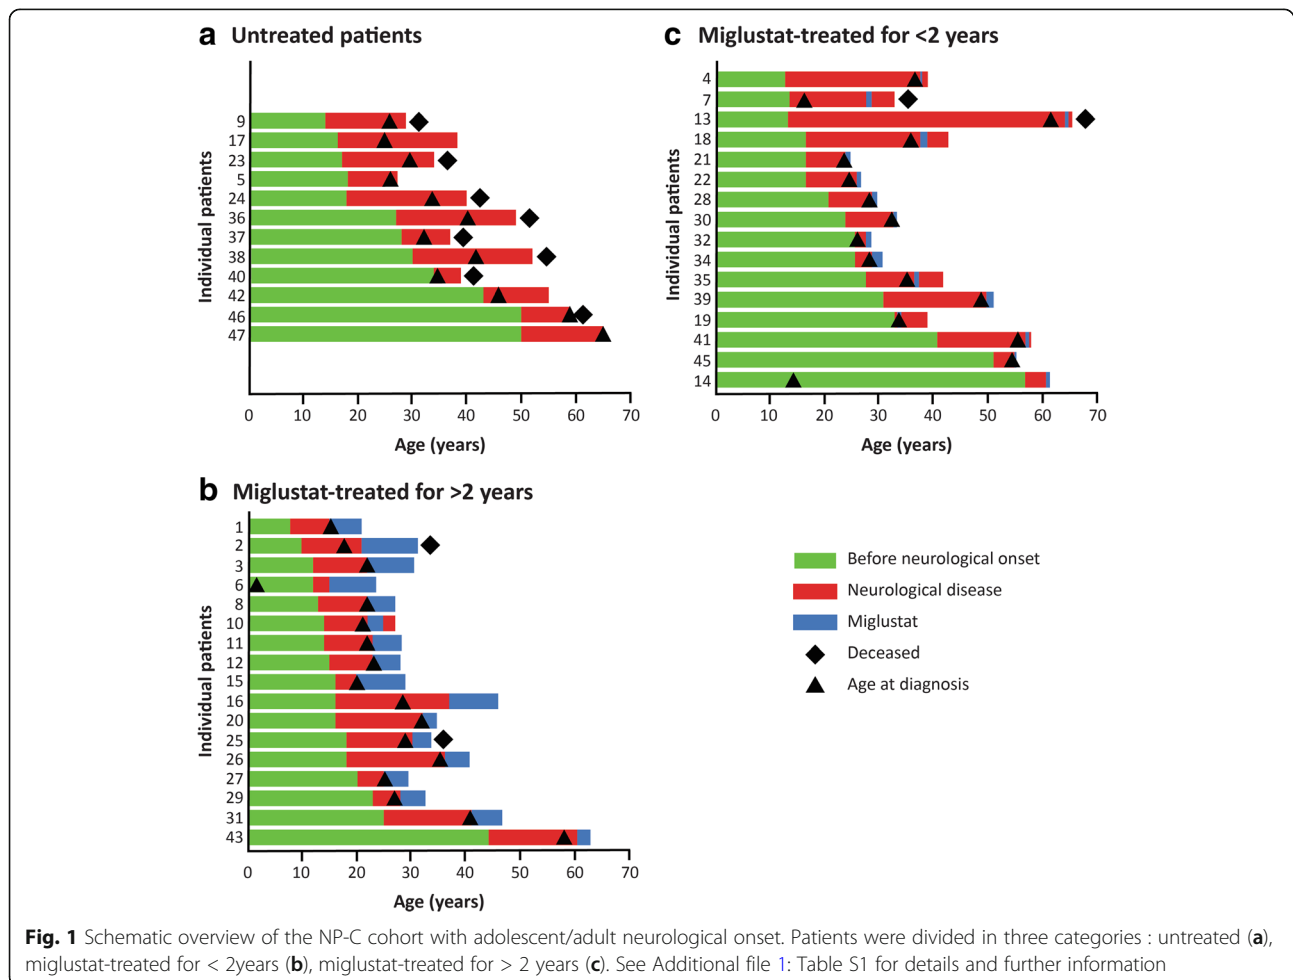 a Untreated patients
Individual patients
9
17
23
5
24
36
37
38
40
42
46
47
0 10 20 30 40 50 60 70
Age (years)
c Miglustat-treated for <2 years
Individual patients
4
7
13
18
21
22
28
30
32
34
35
39
19
41
45
14
0 10 20 30 40 50 60 70
Age (years)
b Miglustat-treated for >2 years
Individual patients
1
2
3
6
8
10
11
12
15
16
20
25
26
27
29
31
43
0 10 20 30 40 50 60 70
Age (years)
Before neurological onset
Neurological disease
Miglustat
Deceased
Age at diagnosis
Fig. 1 Schematic overview of the NP-C cohort with adolescent/adult neurological onset. Patients were divided in three categories : untreated (a),
miglustat-treated for < 2years (b), miglustat-treated for > 2 years (c). See Additional file 1: Table S1 for details and further information